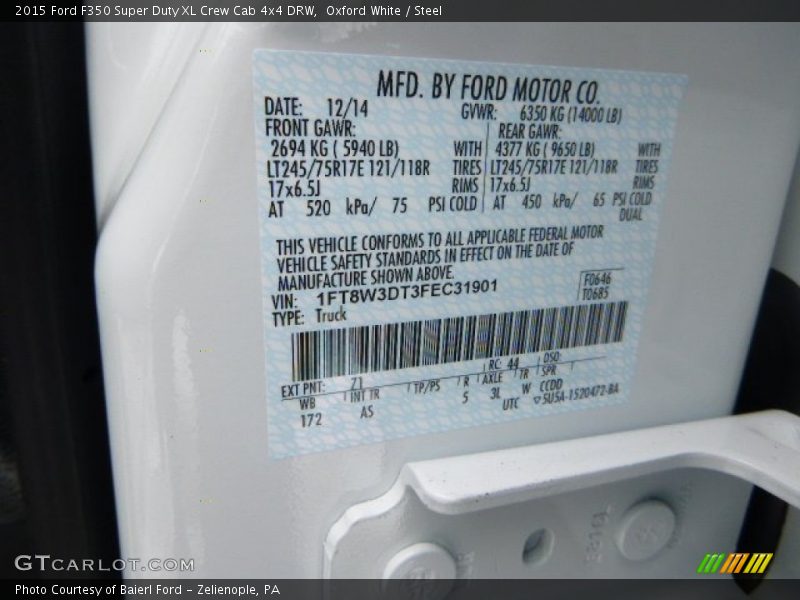 2015 Ford F350 Super Duty XL Crew Cab 4x4 DRW, Oxford White / Steel
MFD. BY FORD MOTOR CO.
DATE: 12/14 GVWR: 6350 KG (14000 LB)
FRONT GAWR: REAR GAWR:
2694 KG ( 5940 LB) WITH 4377 KG ( 9650 LB) WITH
LT245/75R17E 121/118R TIRES LT245/75R17E 121/118R TIRES
17x6.5J RIMS 17x6.5J RIMS
AT 520 kPa/ 75 PSI COLD AT 450 kPa/ 65 PSI COLD
DUAL
THIS VEHICLE CONFORMS TO ALL APPLICABLE FEDERAL MOTOR
VEHICLE SAFETY STANDARDS IN EFFECT ON THE DATE OF
MANUFACTURE SHOWN ABOVE.
VIN: 1FT8W3DT3FEC31901 F0646
TYPE: Truck T0685
EXT PNT: Z1 RC: 44 DSO:
WB INT TR TP/PS R AXLE TR SPR
172 AS 5 3L W CCDD
UTC ▽5U5A-1520472-BA
GTCARLOT.COM
Photo Courtesy of Baierl Ford - Zelienople, PA